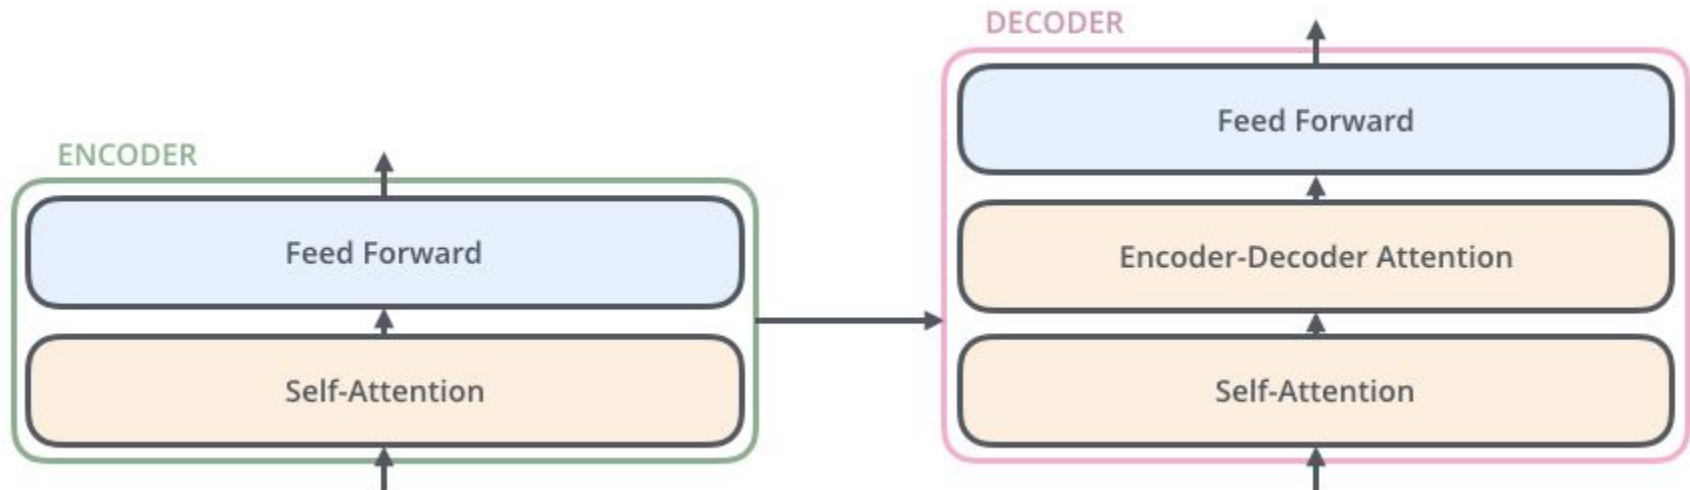 ENCODER
Feed Forward
Self-Attention
DECODER
Feed Forward
Encoder-Decoder Attention
Self-Attention